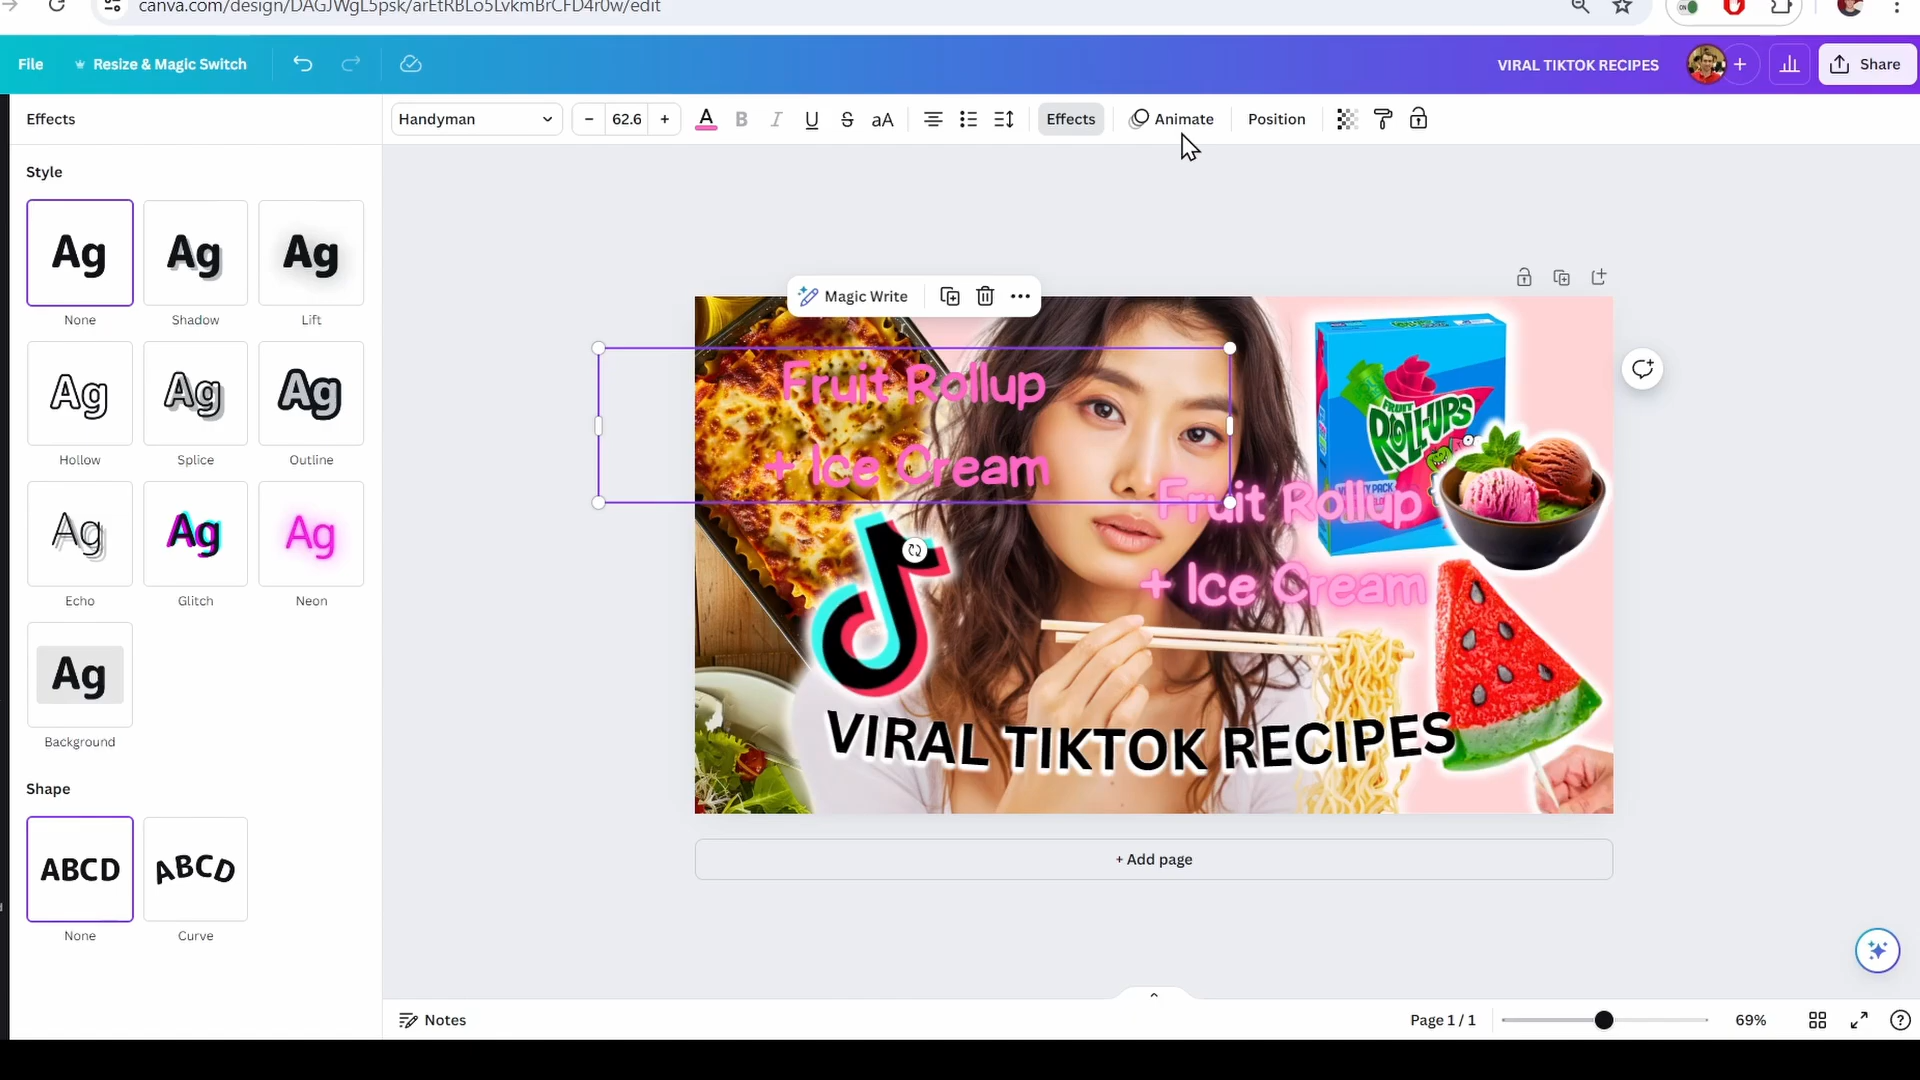 canva.com/design/DAGJWgL5psk/arEtRBLo5LvkmBrCFD4r0w/edit
File
Resize & Magic Switch
VIRAL TIKTOK RECIPES
Share
Effects
Handyman
62.6
A B I U S aA
Effects
Animate
Position
Style
Ag
Ag
Ag
None
Shadow
Lift
Ag
Ag
Ag
Hollow
Splice
Outline
Ag
Ag
Ag
Echo
Glitch
Neon
Ag
Background
Shape
ABCD
ABCD
None
Curve
Magic Write
Fruit Rollup
+ Ice Cream
FRUIT
ROLL-UPS
Fruit Rollup
+ Ice Cream
VIRAL TIKTOK RECIPES
+ Add page
Notes
Page 1 / 1
69%